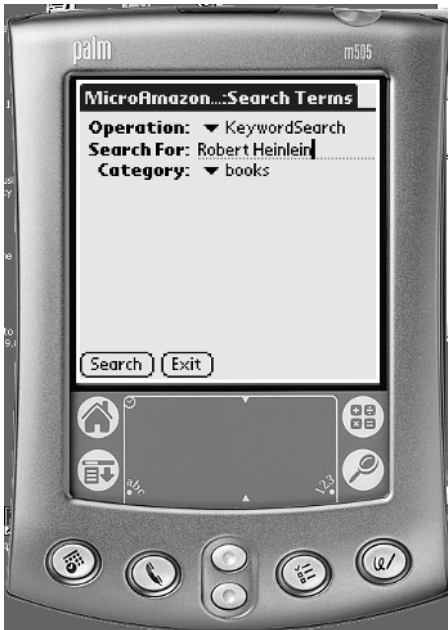 palm m505
MicroAmazon...:Search Terms
Operation: KeywordSearch
Search For: Robert Heinlein
Category: books
Search Exit
abc 123